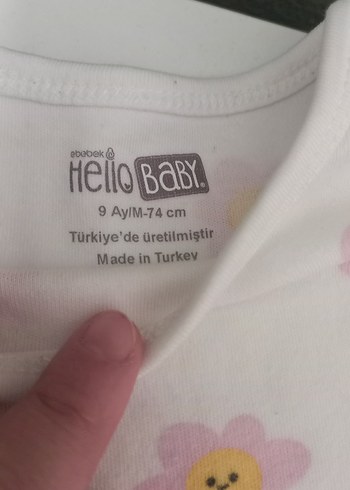 ebebek
Hello BABY.
9 Ay/M-74 cm
Türkiye'de üretilmiştir
Made in Turkey